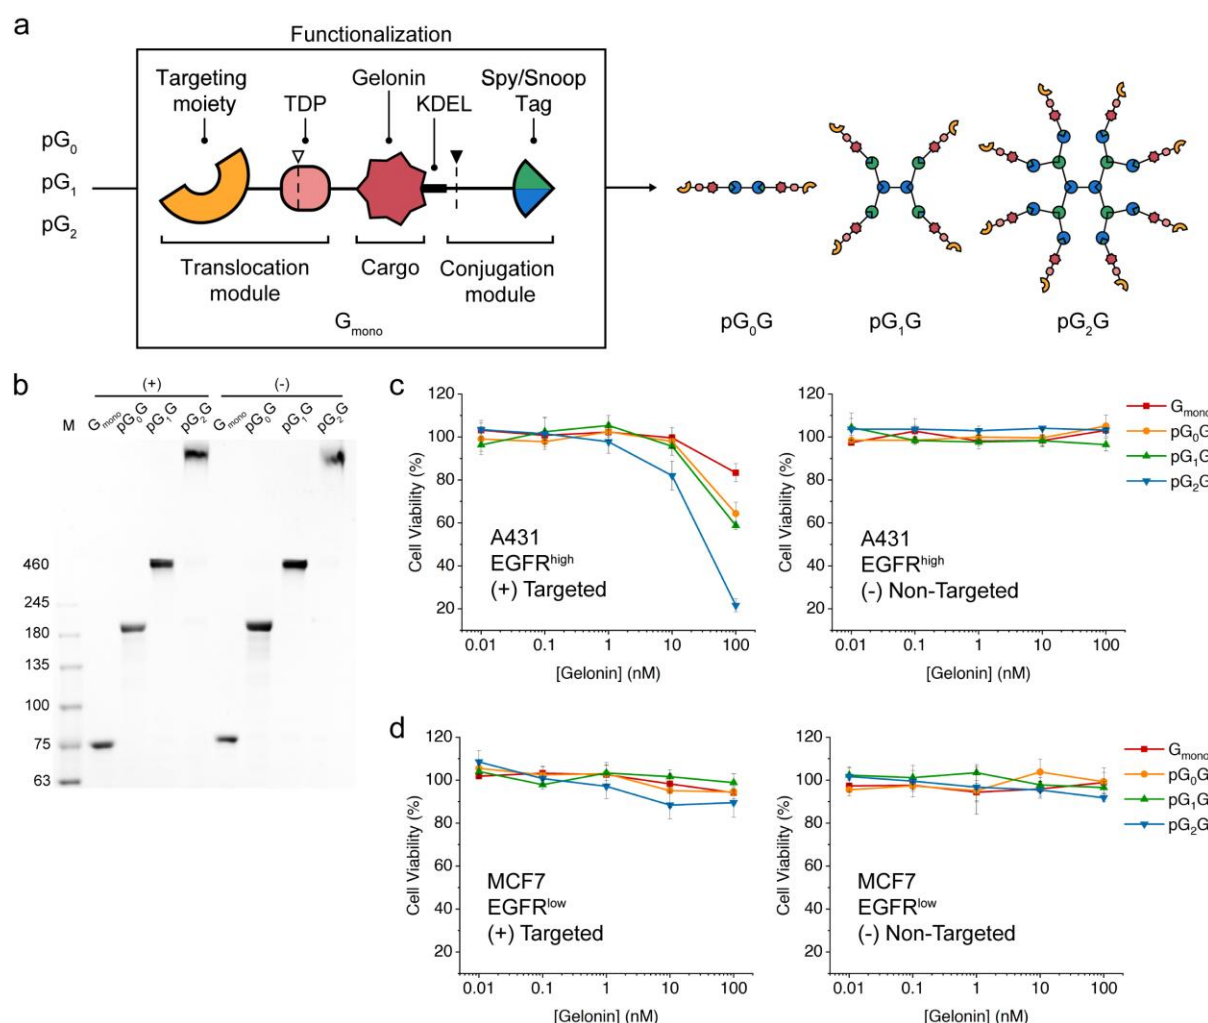 a
Functionalization
Targeting
moiety
TDP
Gelonin
KDEL
Spy/Snoop
Tag
pG₀
pG₁
pG₂
Translocation
module
Cargo
Conjugation
module
Gmono
pG₀G
pG₁G
pG₂G
b
(+)
(-)
M
Gmono
pG₀G
pG₁G
pG₂G
Gmono
pG₀G
pG₁G
pG₂G
460
245
180
135
100
75
63
c
Cell Viability (%)
120
100
80
60
40
20
A431
EGFRhigh
(+) Targeted
0.01 0.1 1 10 100
[Gelonin] (nM)
Cell Viability (%)
120
100
80
60
40
20
A431
EGFRhigh
(-) Non-Targeted
0.01 0.1 1 10 100
[Gelonin] (nM)
Gmono
pG₀G
pG₁G
pG₂G
d
Cell Viability (%)
120
100
80
60
40
20
MCF7
EGFRlow
(+) Targeted
0.01 0.1 1 10 100
[Gelonin] (nM)
Cell Viability (%)
120
100
80
60
40
20
MCF7
EGFRlow
(-) Non-Targeted
0.01 0.1 1 10 100
[Gelonin] (nM)
Gmono
pG₀G
pG₁G
pG₂G